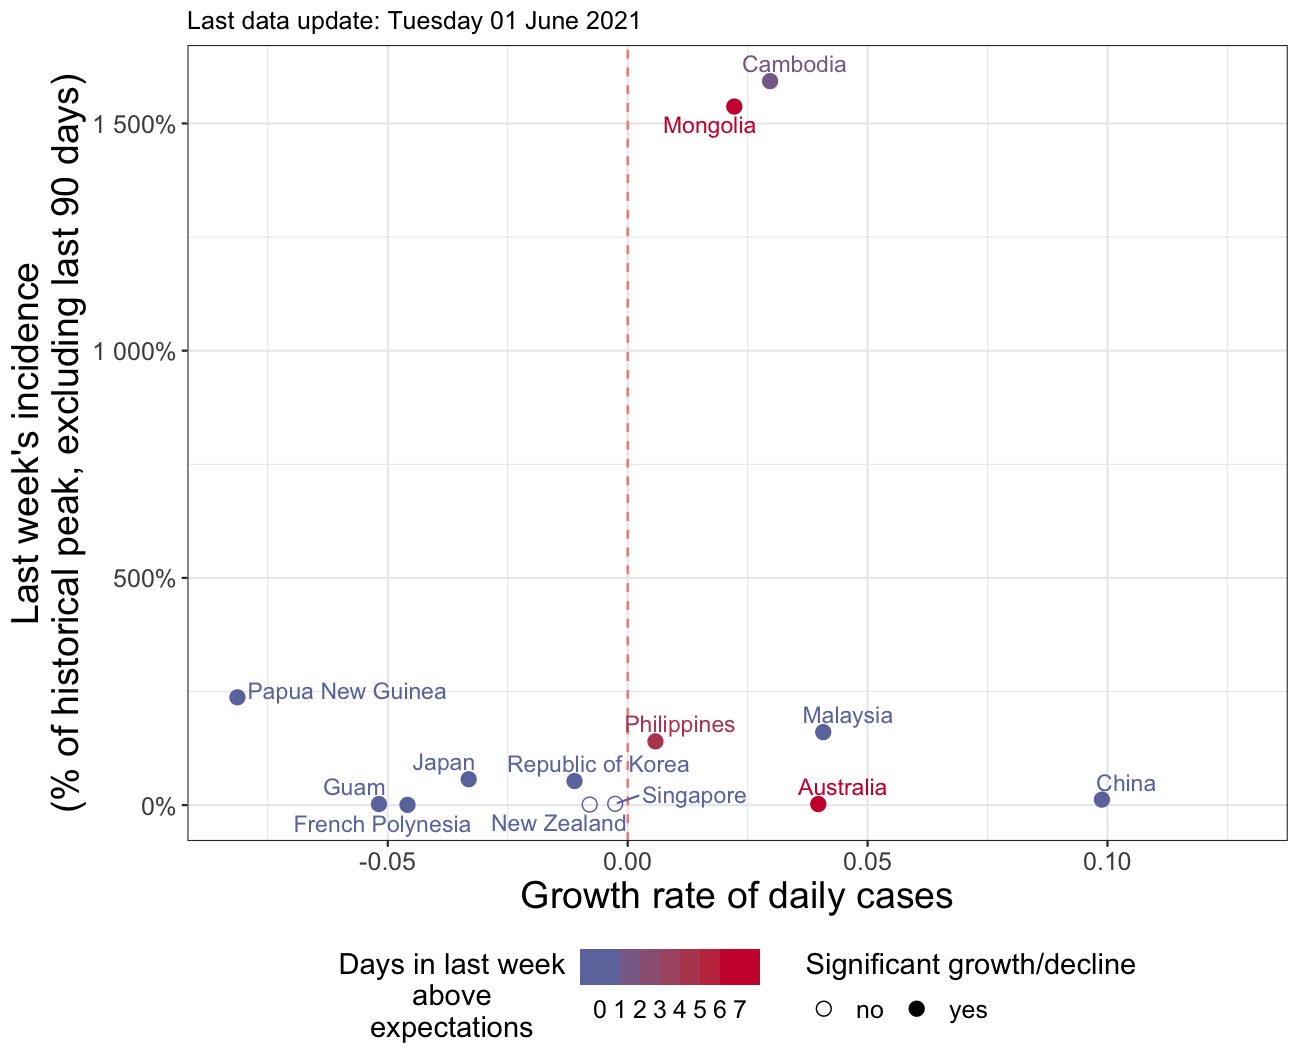 Last data update: Tuesday 01 June 2021
Last week's incidence
(% of historical peak, excluding last 90 days)
1 500%
1 000%
500%
0%
Cambodia
Mongolia
Papua New Guinea
Malaysia
Philippines
Japan
Republic of Korea
China
Guam
Australia
Singapore
French Polynesia
New Zealand
-0.05
0.00
0.05
0.10
Growth rate of daily cases
Days in last week
above
expectations
0 1 2 3 4 5 6 7
Significant growth/decline
no
yes